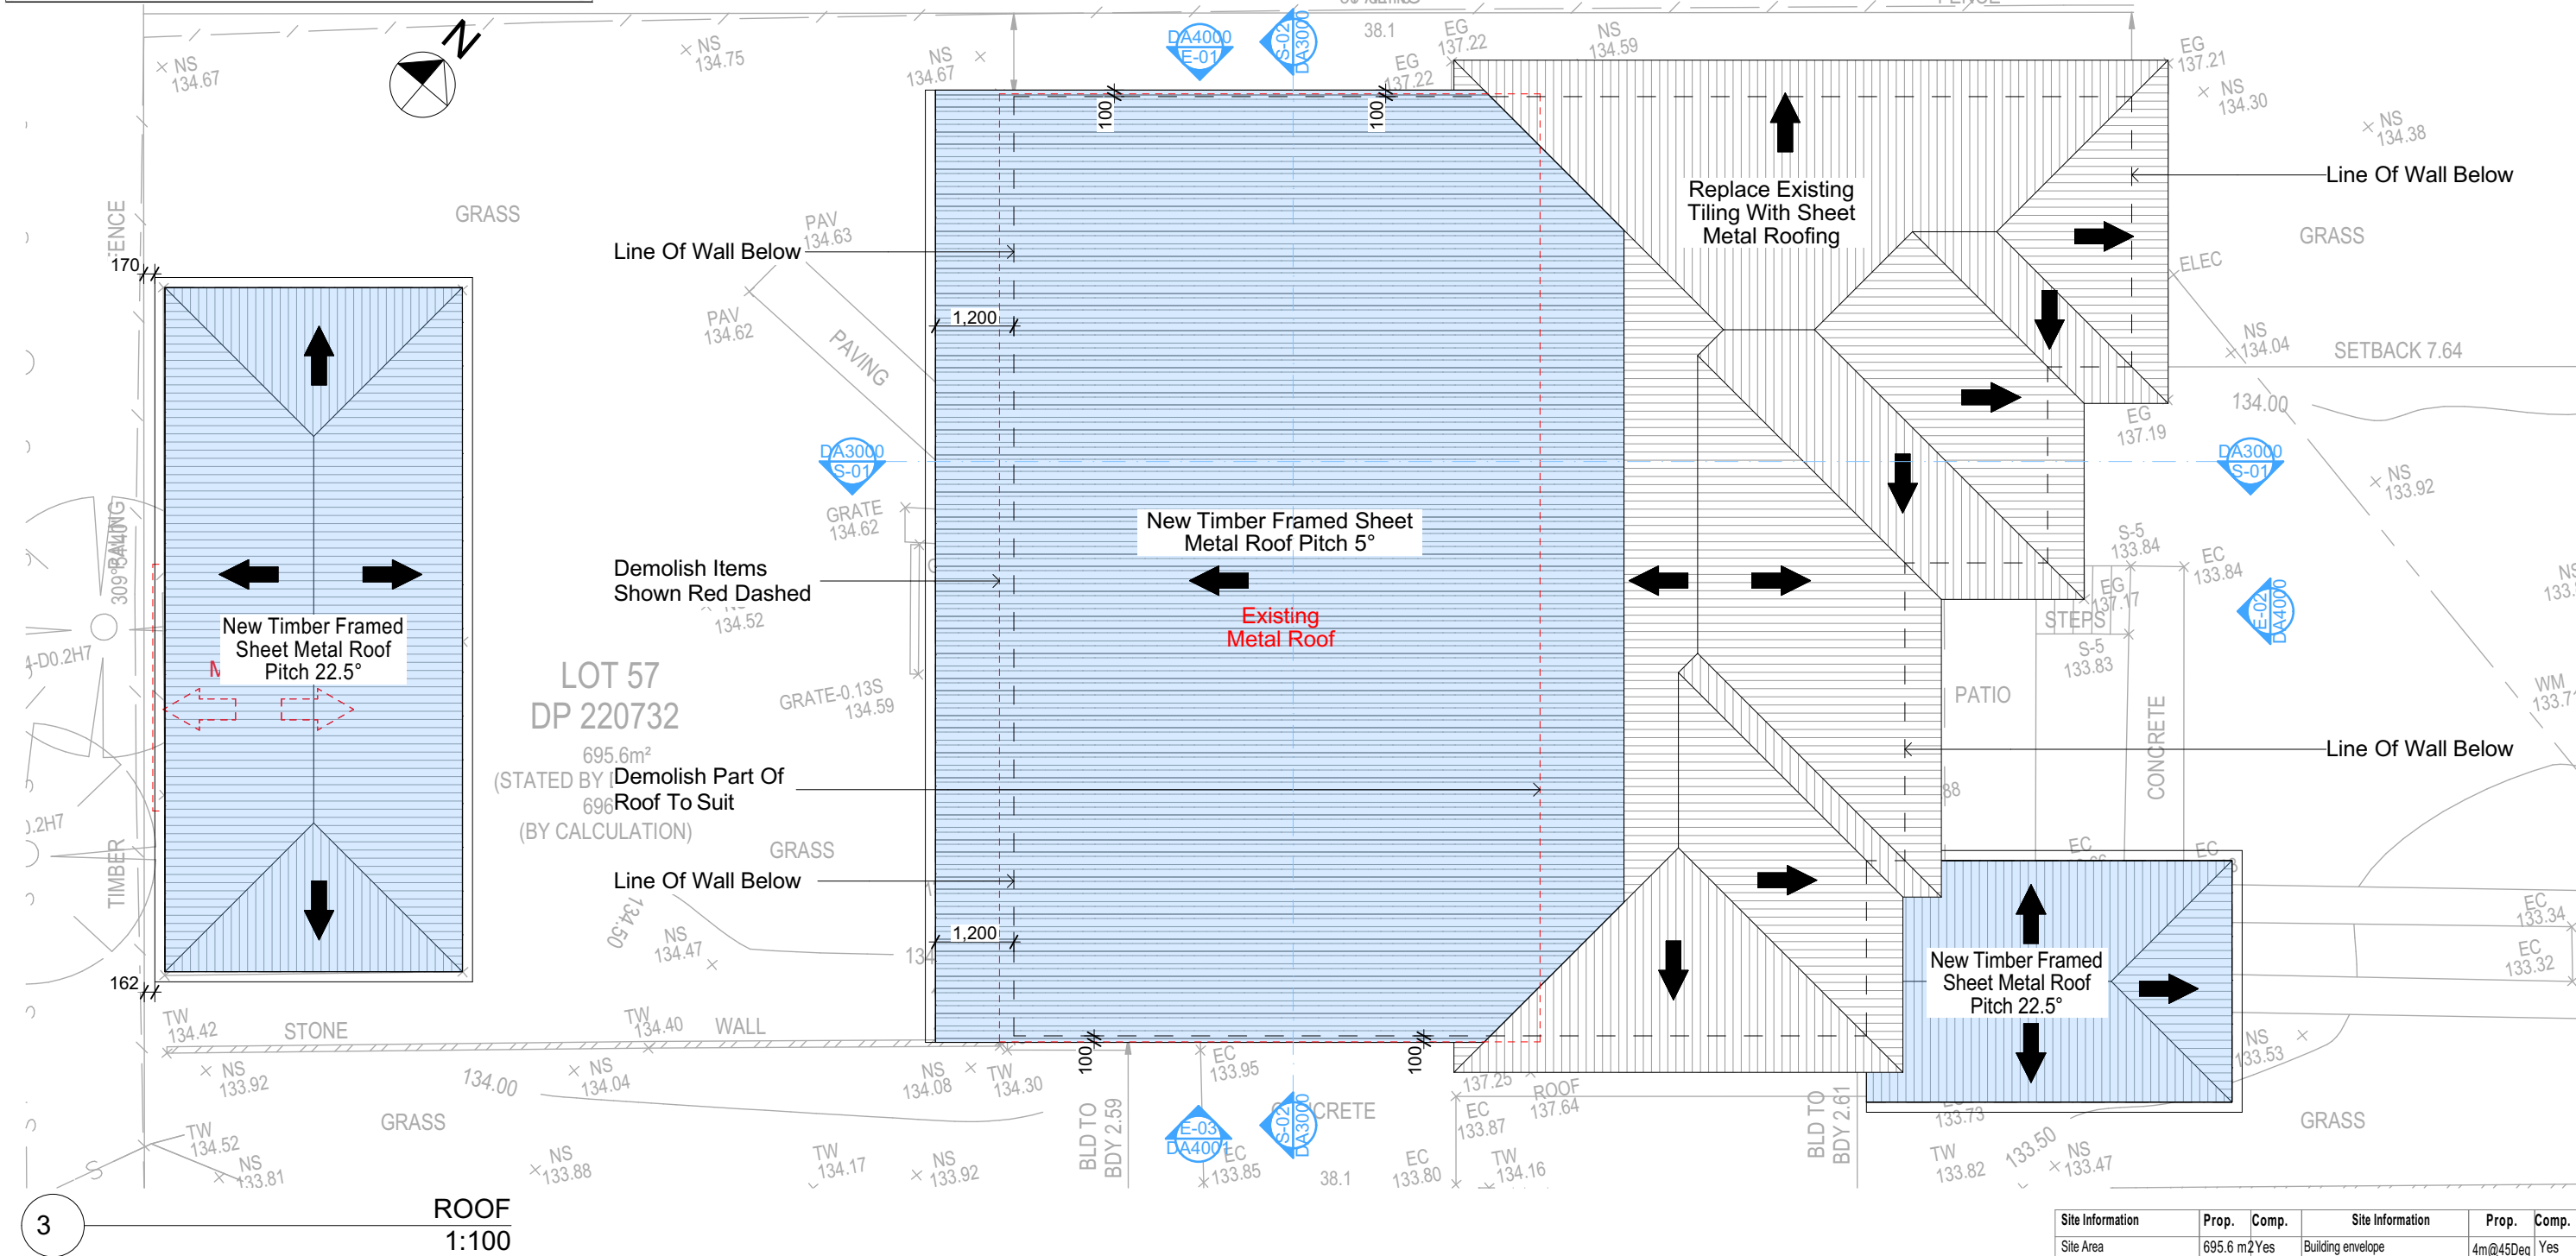 38.1
FENCE
N
DA4000
E-01
S-02
DA3000
NS
134.67
NS
134.75
NS
134.67
EG
137.22
EG
137.22
NS
134.59
EG
137.21
NS
134.30
NS
134.38
100
100
Line Of Wall Below
Replace Existing
Tiling With Sheet
Metal Roofing
FENCE
GRASS
PAV
134.63
Line Of Wall Below
GRASS
170
ELEC
1,200
PAV
134.62
PAVING
NS
134.04
SETBACK 7.64
134.00
EG
137.19
DA3000
S-01
DA3000
S-01
NS
133.92
GRATE
134.62
New Timber Framed Sheet
Metal Roof Pitch 5°
S-5
133.84
EC
133.84
PALING
309°54'40"
Demolish Items
Shown Red Dashed
Existing
Metal Roof
134.52
EG
137.17
STEPS
E-02
DA4000
New Timber Framed
Sheet Metal Roof
Pitch 22.5°
S-5
133.83
LOT 57
DP 220732
695.6m²
(STATED BY
696
(BY CALCULATION)
GRATE-0.13S
134.59
PATIO
CONCRETE
WM
Line Of Wall Below
Demolish Part Of
Roof To Suit
TIMBER
GRASS
Line Of Wall Below
EC
EC
134.50
NS
134.47
1,200
EC
133.34
EC
133.32
New Timber Framed
Sheet Metal Roof
Pitch 22.5°
162
TW
134.42
STONE
TW
134.40
WALL
NS
133.53
NS
133.92
134.00
NS
134.04
NS
134.08
TW
134.30
100
EC
133.95
100
137.25
ROOF
137.64
EC
133.87
133.73
GRASS
GRASS
TW
134.52
NS
133.81
NS
133.88
TW
134.17
NS
133.92
BLD TO
BDY 2.59
E-03
DA4001
EC
133.85
S-02
DA3000
38.1
EC
133.80
TW
134.16
BLD TO
BDY 2.61
TW
133.82
133.50
NS
133.47
3
ROOF
1:100
Site Information Prop. Comp. Site Information Prop. Comp.
Site Area 695.6 m2 Yes Building envelope 4m@45Deg Yes